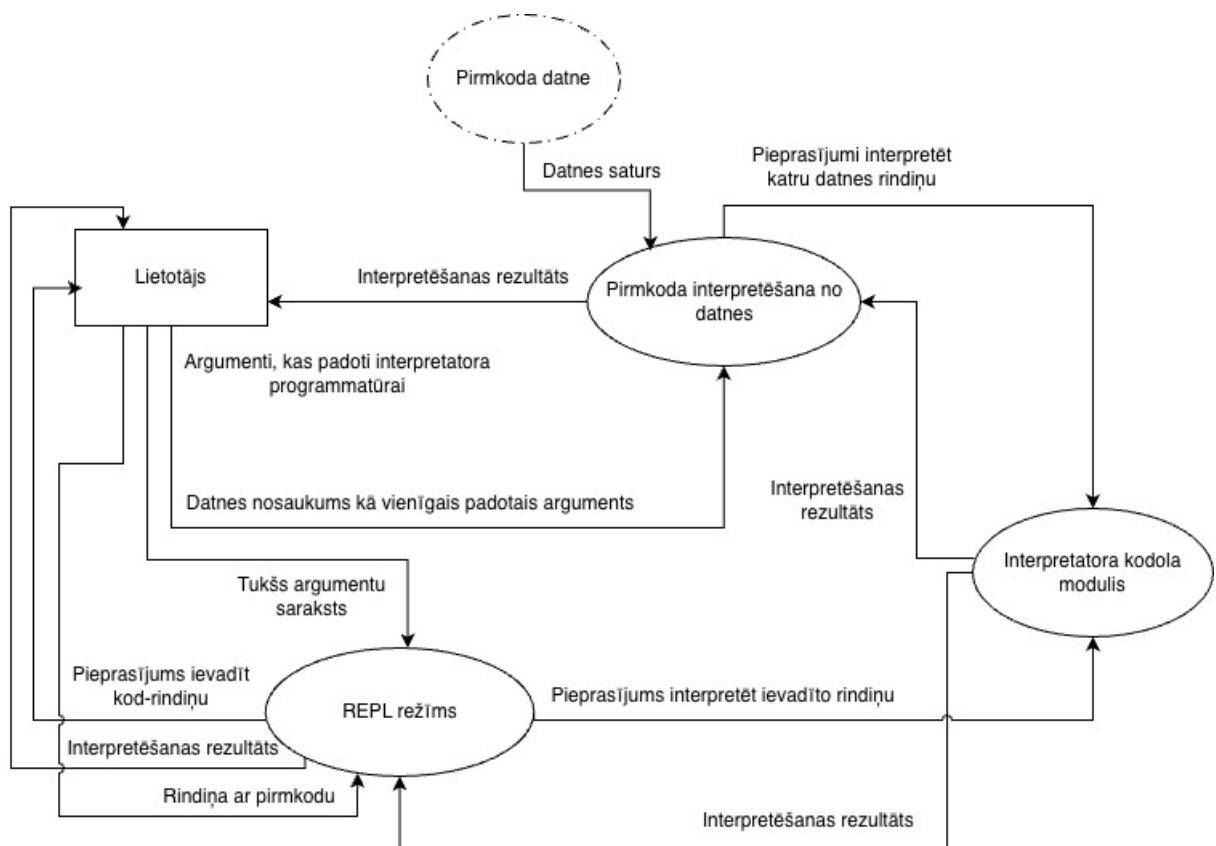 Pirmkoda datne
Pieprasījumi interpretēt
katru datnes rindiņu
Datnes saturs
Lietotājs
Interpretēšanas rezultāts
Pirmkoda interpretēšana no
datnes
Argumenti, kas padoti interpretatora
programmatūrai
Datnes nosaukums kā vienīgais padotais arguments
Interpretēšanas
rezultāts
Interpretatora kodola
modulis
Tukšs argumentu
saraksts
Pieprasījums ievadīt
kod-rindiņu
REPL režīms
Pieprasījums interpretēt ievadīto rindiņu
Interpretēšanas rezultāts
Rindiņa ar pirmkodu
Interpretēšanas rezultāts